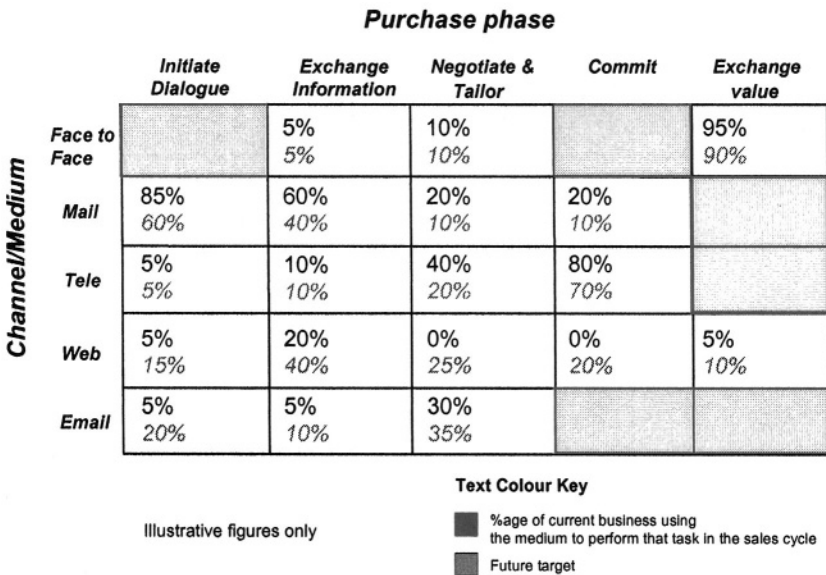 Purchase phase
Initiate Exchange Negotiate & Commit Exchange
Dialogue Information Tailor value
Channel/Medium
Face to 5% 10% 95%
Face 5% 10% 90%
Mail 85% 60% 20% 20%
60% 40% 10% 10%
Tele 5% 10% 40% 80%
5% 10% 20% 70%
Web 5% 20% 0% 0% 5%
15% 40% 25% 20% 10%
Email 5% 5% 30%
20% 10% 35%
Text Colour Key
Illustrative figures only
%age of current business using
the medium to perform that task in the sales cycle
Future target